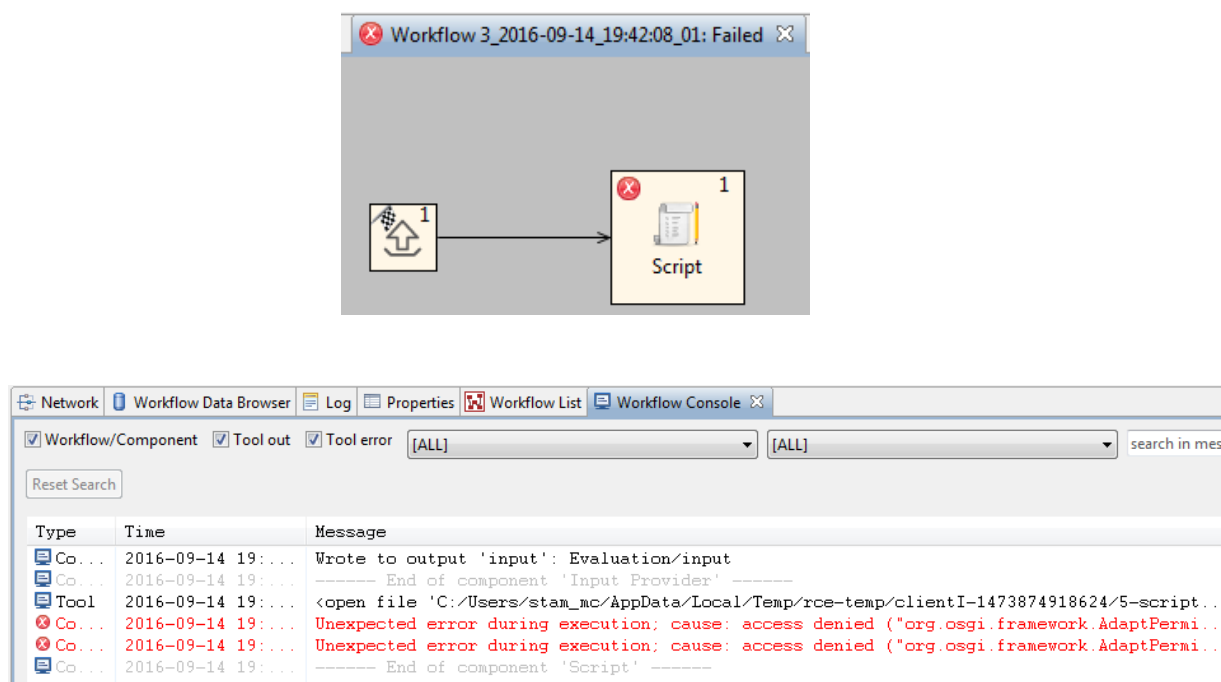 Workflow 3_2016-09-14_19:42:08_01: Failed
1
1
Script
Network Workflow Data Browser Log Properties Workflow List Workflow Console
Workflow/Component Tool out Tool error [ALL] [ALL] search in mes
Reset Search
Type Time Message
Co... 2016-09-14 19:... Wrote to output 'input': Evaluation/input
Co... 2016-09-14 19:... ------ End of component 'Input Provider' ------
Tool 2016-09-14 19:... <open file 'C:/Users/stam_mc/AppData/Local/Temp/rce-temp/clientI-1473874918624/5-script...
Co... 2016-09-14 19:... Unexpected error during execution; cause: access denied ("org.osgi.framework.AdaptPermi...
Co... 2016-09-14 19:... Unexpected error during execution; cause: access denied ("org.osgi.framework.AdaptPermi...
Co... 2016-09-14 19:... ------ End of component 'Script' ------